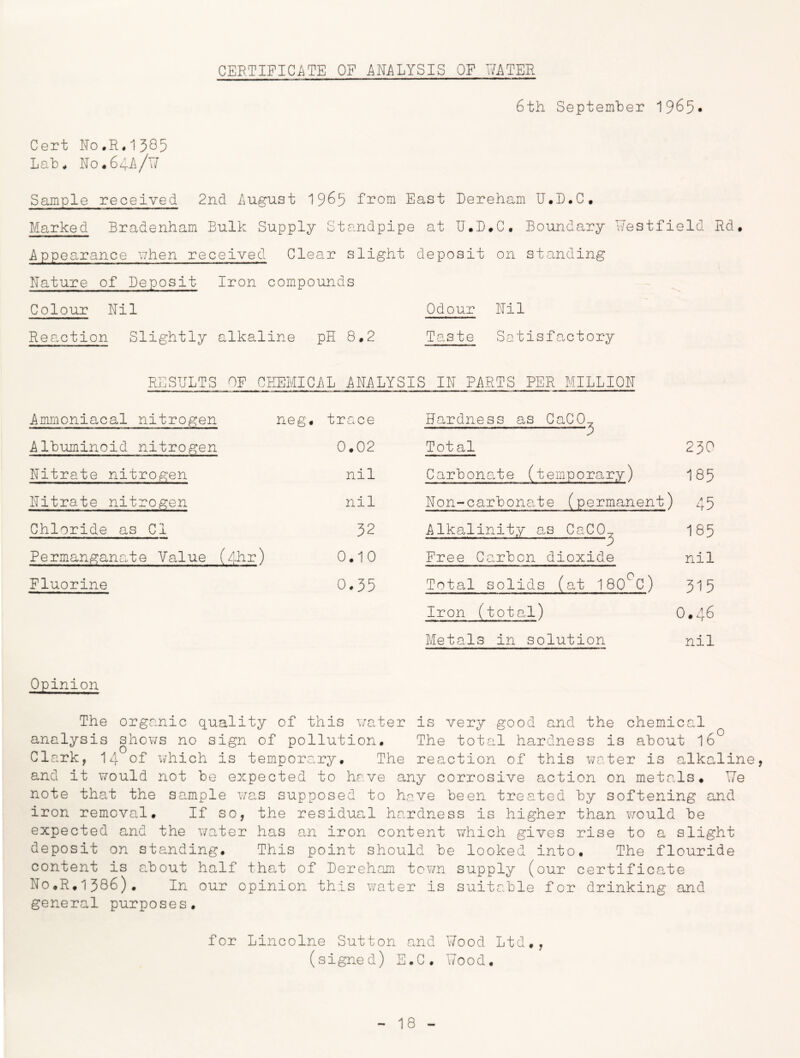 CERTIFICATE OF ANALYSIS OF WATER
6th September 1965.
Cert No.R.1385
Lab. No.64A/W
Sample received 2nd August 1965 from East Dereham U.D.C.
Marked Bradenham Bulk Supply Standpipe at U.D.C. Boundary Westfield Rd.
Appearance when received Clear slight deposit on standing
Nature of Deposit Iron compounds
Colour Nil Odour Nil
Reaction Slightly alkaline pH 8.2 Taste Satisfactory
RESULTS OF CHEMICAL ANALYSIS IN PARTS PER MILLION
Ammoniacal nitrogen neg. trace Hardness as CaCO3
Albuminoid nitrogen 0.02 Total 230
Nitrate nitrogen nil Carbonate (temporary) 185
Nitrate nitrogen nil Non-carbonate (permanent) 45
Chloride as Cl 32 Alkalinity as CaCO3 185
Permanganate Value (4hr) 0.10 Free Carbon dioxide nil
Fluorine 0.35 Total solids (at 180°C) 315
Iron (total) 0.46
Metals in solution nil
Opinion
The organic quality of this water is very good and the chemical
analysis shows no sign of pollution. The total hardness is about 16°
Clark, 14° of which is temporary. The reaction of this water is alkaline,
and it would not be expected to have any corrosive action on metals. We
note that the sample was supposed to have been treated by softening and
iron removal. If so, the residual hardness is higher than would be
expected and the water has an iron content which gives rise to a slight
deposit on standing. This point should be looked into. The flouride
content is about half that of Dereham town supply (our certificate
No.R.1386). In our opinion this water is suitable for drinking and
general purposes.
for Lincolne Sutton and Wood Ltd.,
(signed) E.C. Wood.
- 18 -